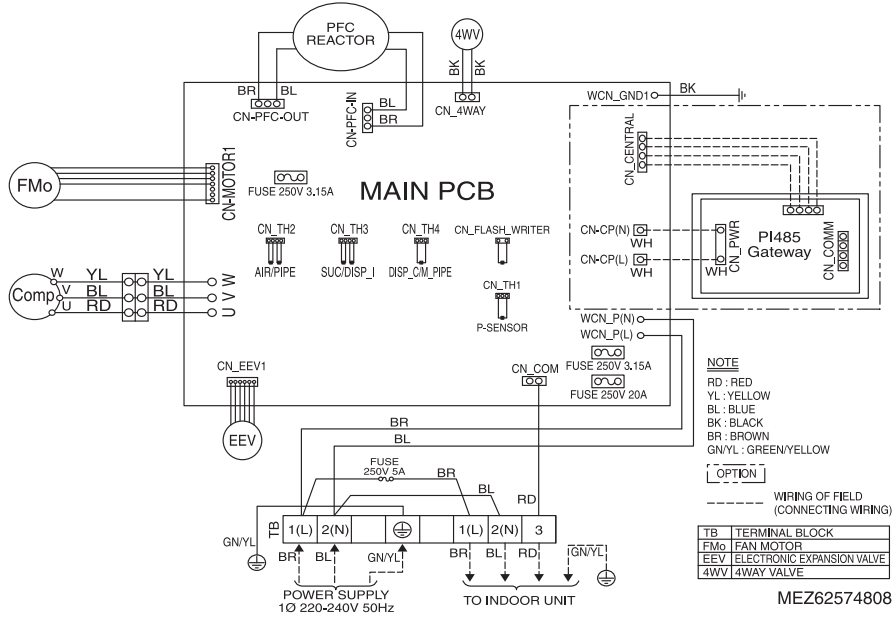 PFC
REACTOR
4WV
BR
BL
BK
BK
CN-PFC-OUT
CN-PFC-IN
BL
BR
CN_4WAY
WCN_GND1
BK
FMo
CN-MOTOR1
FUSE 250V 3.15A
MAIN PCB
CN_CENTRAL
CN_TH2
AIR/PIPE
CN_TH3
SUC/DISP_I
CN_TH4
DISP_C/M_PIPE
CN_FLASH_WRITER
CN_TH1
P-SENSOR
CN-CP(N)
WH
CN-CP(L)
WH
WH
CN_PWR
PI485
Gateway
CN_COMM
Comp
W
YL
YL
W
V
BL
BL
V
U
RD
RD
U
WCN_P(N)
WCN_P(L)
FUSE 250V 3.15A
FUSE 250V 20A
CN_EEV1
EEV
CN_COM
BR
BL
FUSE
250V 5A
BR
BL
RD
TB
1(L)
2(N)
1(L)
2(N)
3
GN/YL
BR
BL
GN/YL
BR
BL
RD
GN/YL
POWER SUPPLY
1Ø 220-240V 50Hz
TO INDOOR UNIT
NOTE
RD : RED
YL : YELLOW
BL : BLUE
BK : BLACK
BR : BROWN
GN/YL : GREEN/YELLOW
OPTION
WIRING OF FIELD
(CONNECTING WIRING)
TB TERMINAL BLOCK
FMo FAN MOTOR
EEV ELECTRONIC EXPANSION VALVE
4WV 4WAY VALVE
MEZ62574808